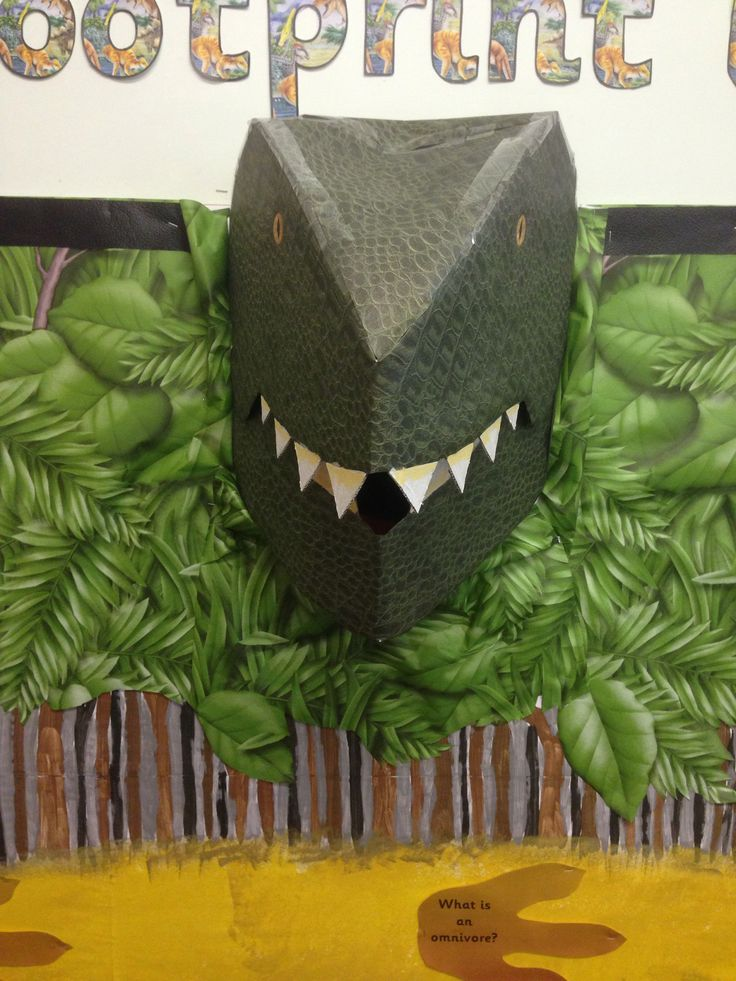 ootprint
What is
an
omnivore?